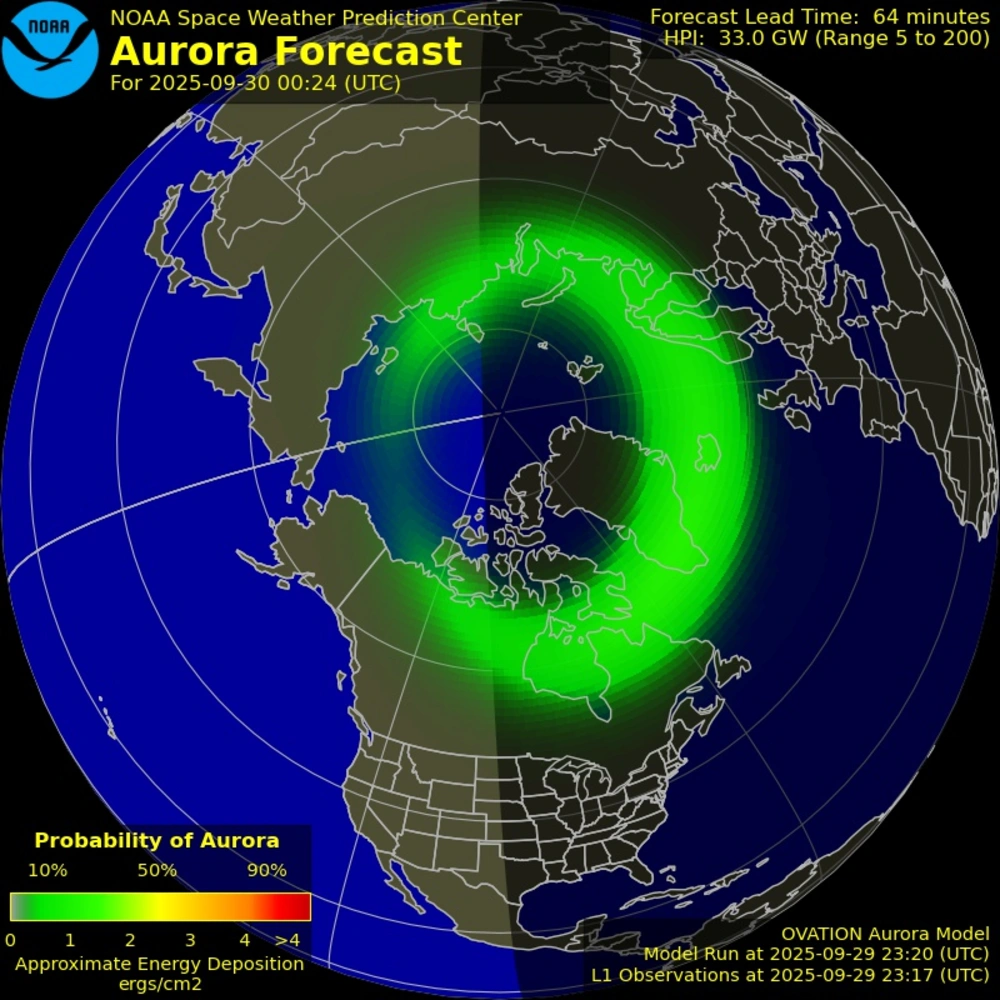 NOAA
NOAA Space Weather Prediction Center
Aurora Forecast
For 2025-09-30 00:24 (UTC)
Forecast Lead Time: 64 minutes
HPI: 33.0 GW (Range 5 to 200)
Probability of Aurora
10% 50% 90%
0 1 2 3 4 >4
Approximate Energy Deposition
ergs/cm2
OVATION Aurora Model
Model Run at 2025-09-29 23:20 (UTC)
L1 Observations at 2025-09-29 23:17 (UTC)